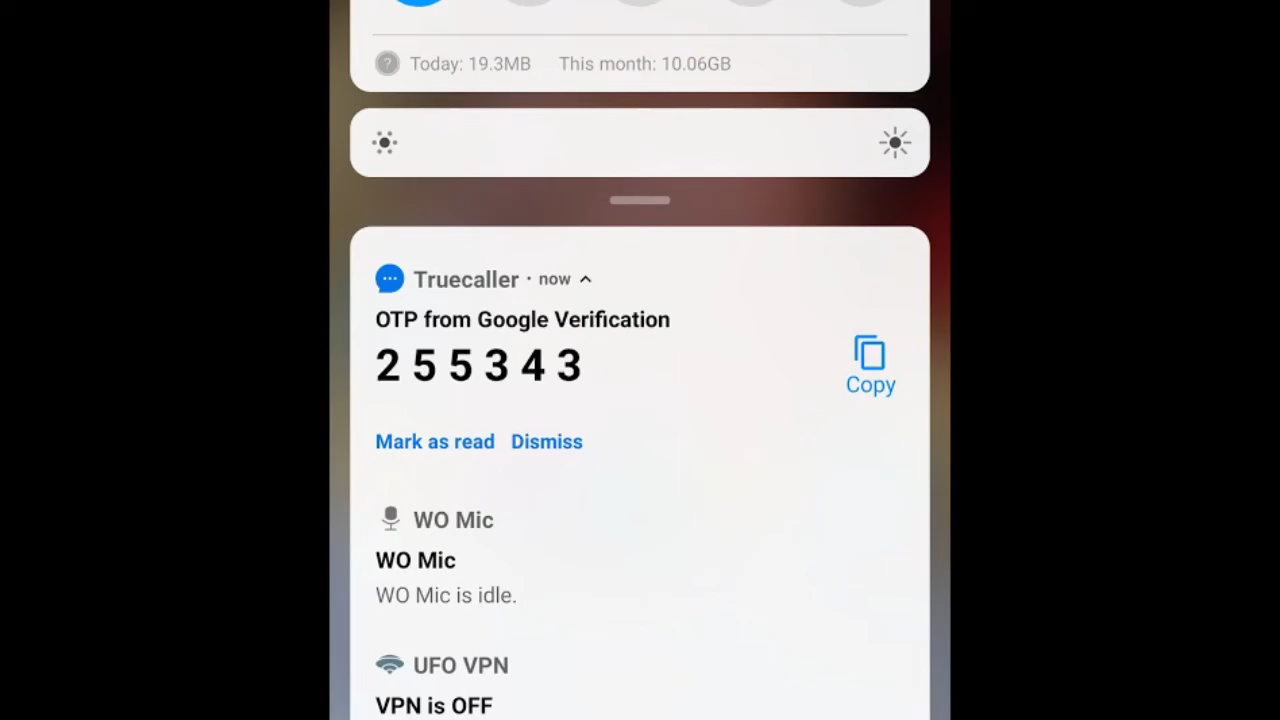 Today: 19.3MB This month: 10.06GB
Truecaller · now
OTP from Google Verification
2 5 5 3 4 3
Copy
Mark as read Dismiss
WO Mic
WO Mic
WO Mic is idle.
UFO VPN
VPN is OFF